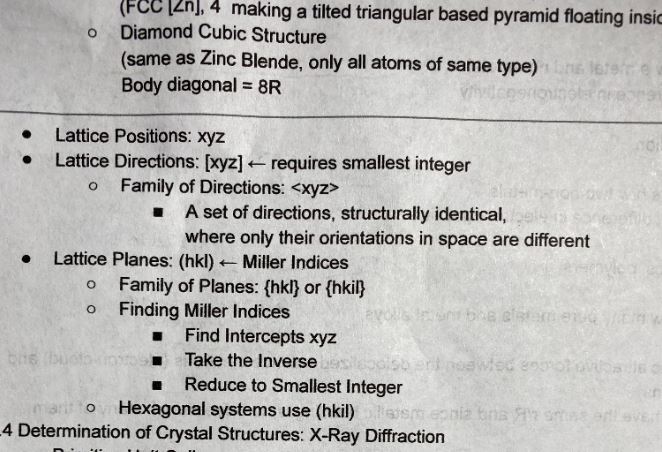 (FCC [Zn], 4 making a tilted triangular based pyramid floating insid
○ Diamond Cubic Structure
(same as Zinc Blende, only all atoms of same type)
Body diagonal = 8R
● Lattice Positions: xyz
● Lattice Directions: [xyz] ← requires smallest integer
○ Family of Directions: <xyz>
■ A set of directions, structurally identical,
where only their orientations in space are different
● Lattice Planes: (hkl) ← Miller Indices
○ Family of Planes: {hkl} or {hkil}
○ Finding Miller Indices
■ Find Intercepts xyz
■ Take the Inverse
■ Reduce to Smallest Integer
○ Hexagonal systems use (hkil)
.4 Determination of Crystal Structures: X-Ray Diffraction